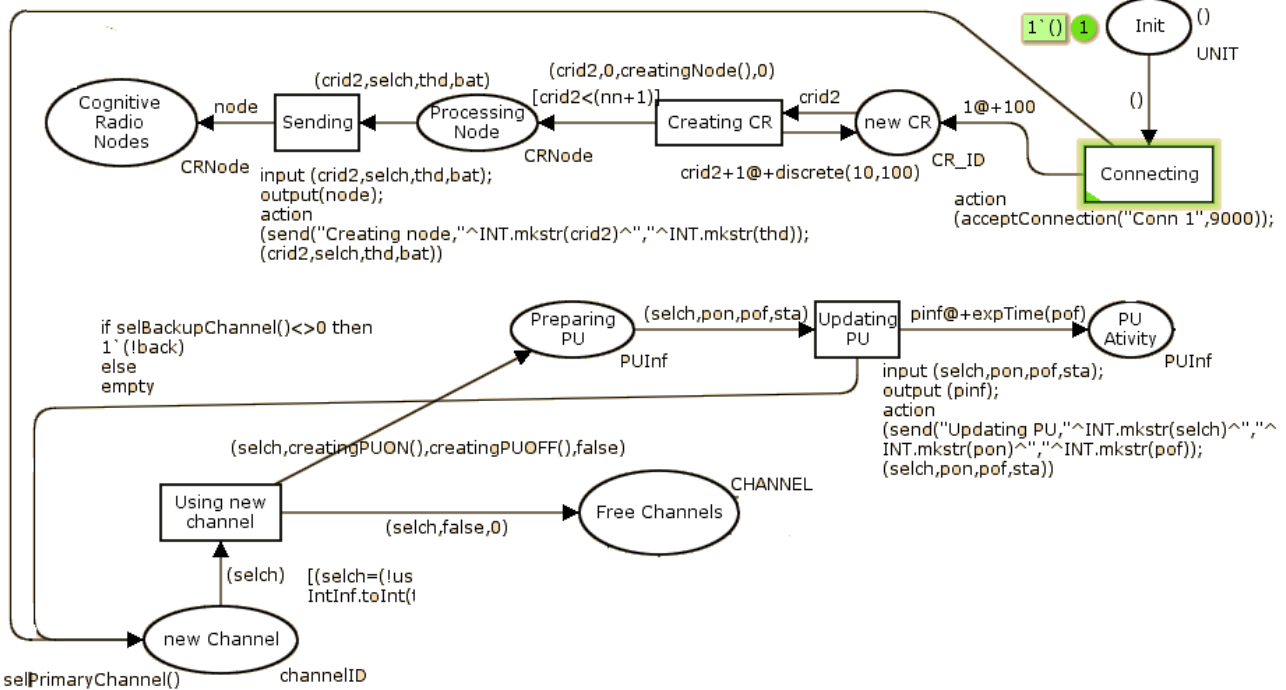 1`()
1
Init
()
UNIT
()
(crid2,0,creatingNode(),0)
(crid2,selch,thd,bat)
[crid2<(nn+1)]
crid2
1@+100
Cognitive
Radio
Nodes
node
Sending
Processing
Node
Creating CR
new CR
Connecting
CRNode
CRNode
CR_ID
crid2+1@+discrete(10,100)
input (crid2,selch,thd,bat);
output(node);
action
(send("Creating node,"^INT.mkstr(crid2)^","^INT.mkstr(thd));
(crid2,selch,thd,bat))
action
(acceptConnection("Conn 1",9000));
if selBackupChannel()<>0 then
1`(!back)
else
empty
Preparing
PU
PUInf
(selch,pon,pof,sta)
Updating
PU
pinf@+expTime(pof)
PU
Ativity
PUInf
input (selch,pon,pof,sta);
output (pinf);
action
(send("Updating PU,"^INT.mkstr(selch)^","^
INT.mkstr(pon)^","^INT.mkstr(pof));
(selch,pon,pof,sta))
(selch,creatingPUON(),creatingPUOFF(),false)
Using new
channel
(selch,false,0)
Free Channels
CHANNEL
(selch)
[(selch=(!us
IntInf.toInt(
new Channel
selPrimaryChannel()
channelID